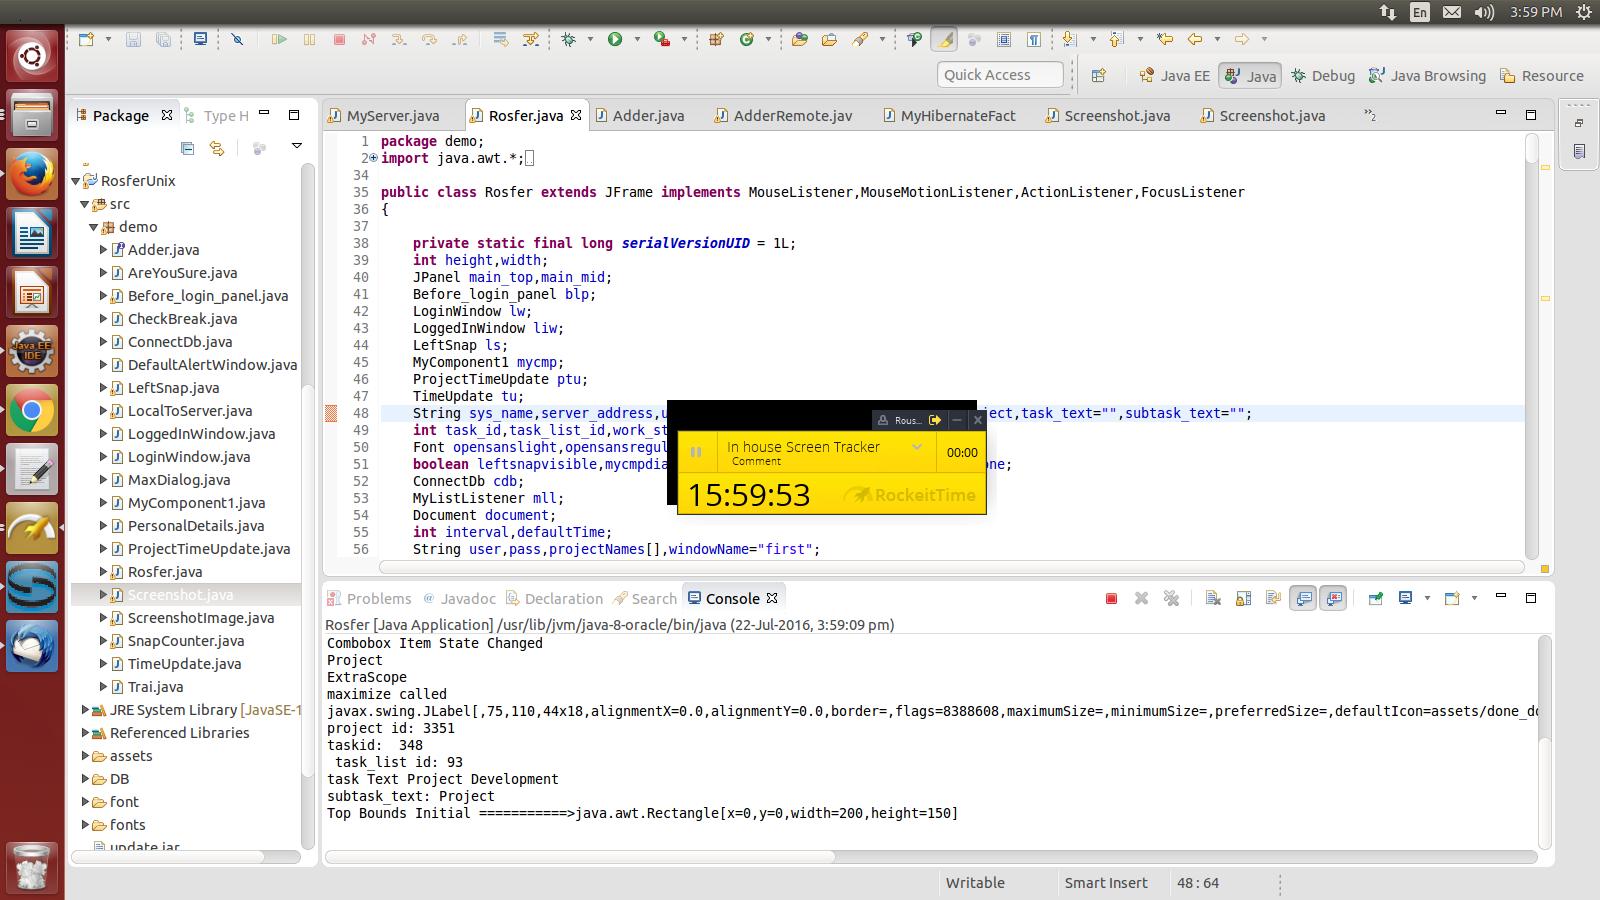 En
3:59 PM
Quick Access
Java EE
Java
Debug
Java Browsing
Resource
Package
Type H
MyServer.java
Rosfer.java
Adder.java
AdderRemote.jav
MyHibernateFact
Screenshot.java
Screenshot.java
»2
RosferUnix
src
demo
Adder.java
AreYouSure.java
Before_login_panel.java
CheckBreak.java
ConnectDb.java
DefaultAlertWindow.java
LeftSnap.java
LocalToServer.java
LoggedInWindow.java
LoginWindow.java
MaxDialog.java
MyComponent1.java
PersonalDetails.java
ProjectTimeUpdate.java
Rosfer.java
Screenshot.java
ScreenshotImage.java
SnapCounter.java
TimeUpdate.java
Trai.java
JRE System Library [JavaSE-1
Referenced Libraries
assets
DB
font
fonts
update.jar
Java EE
IDE
1 package demo;
2 import java.awt.*;
34
35 public class Rosfer extends JFrame implements MouseListener,MouseMotionListener,ActionListener,FocusListener
36 {
37
38 private static final long serialVersionUID = 1L;
39 int height,width;
40 JPanel main_top,main_mid;
41 Before_login_panel blp;
42 LoginWindow lw;
43 LoggedInWindow liw;
44 LeftSnap ls;
45 MyComponent1 mycmp;
46 ProjectTimeUpdate ptu;
47 TimeUpdate tu;
48 String sys_name,server_address,u ject,task_text="",subtask_text="";
49 int task_id,task_list_id,work_st
50 Font opensanslight,opensansregul
51 boolean leftsnapvisible,mycmpdia one;
52 ConnectDb cdb;
53 MyListListener mll;
54 Document document;
55 int interval,defaultTime;
56 String user,pass,projectNames[],windowName="first";
Rous...
In house Screen Tracker
Comment
00:00
15:59:53
RockeitTime
Problems
@ Javadoc
Declaration
Search
Console
Rosfer [Java Application] /usr/lib/jvm/java-8-oracle/bin/java (22-Jul-2016, 3:59:09 pm)
Combobox Item State Changed
Project
ExtraScope
maximize called
javax.swing.JLabel[,75,110,44x18,alignmentX=0.0,alignmentY=0.0,border=,flags=8388608,maximumSize=,minimumSize=,preferredSize=,defaultIcon=assets/done_do
project id: 3351
taskid:  348
task_list id: 93
task Text Project Development
subtask_text: Project
Top Bounds Initial ===========>java.awt.Rectangle[x=0,y=0,width=200,height=150]
Writable
Smart Insert
48 : 64